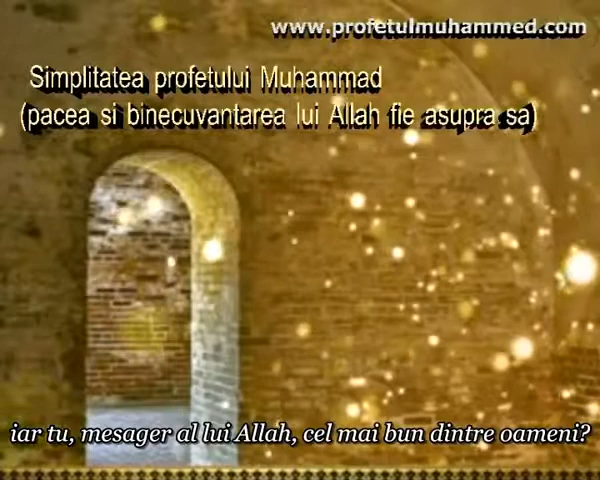 www.profetulmuhammed.com
Simplitatea profetului Muhammad
(pacea si binecuvantarea lui Allah fie asupra sa)
iar tu, mesager al lui Allah, cel mai bun dintre oameni?